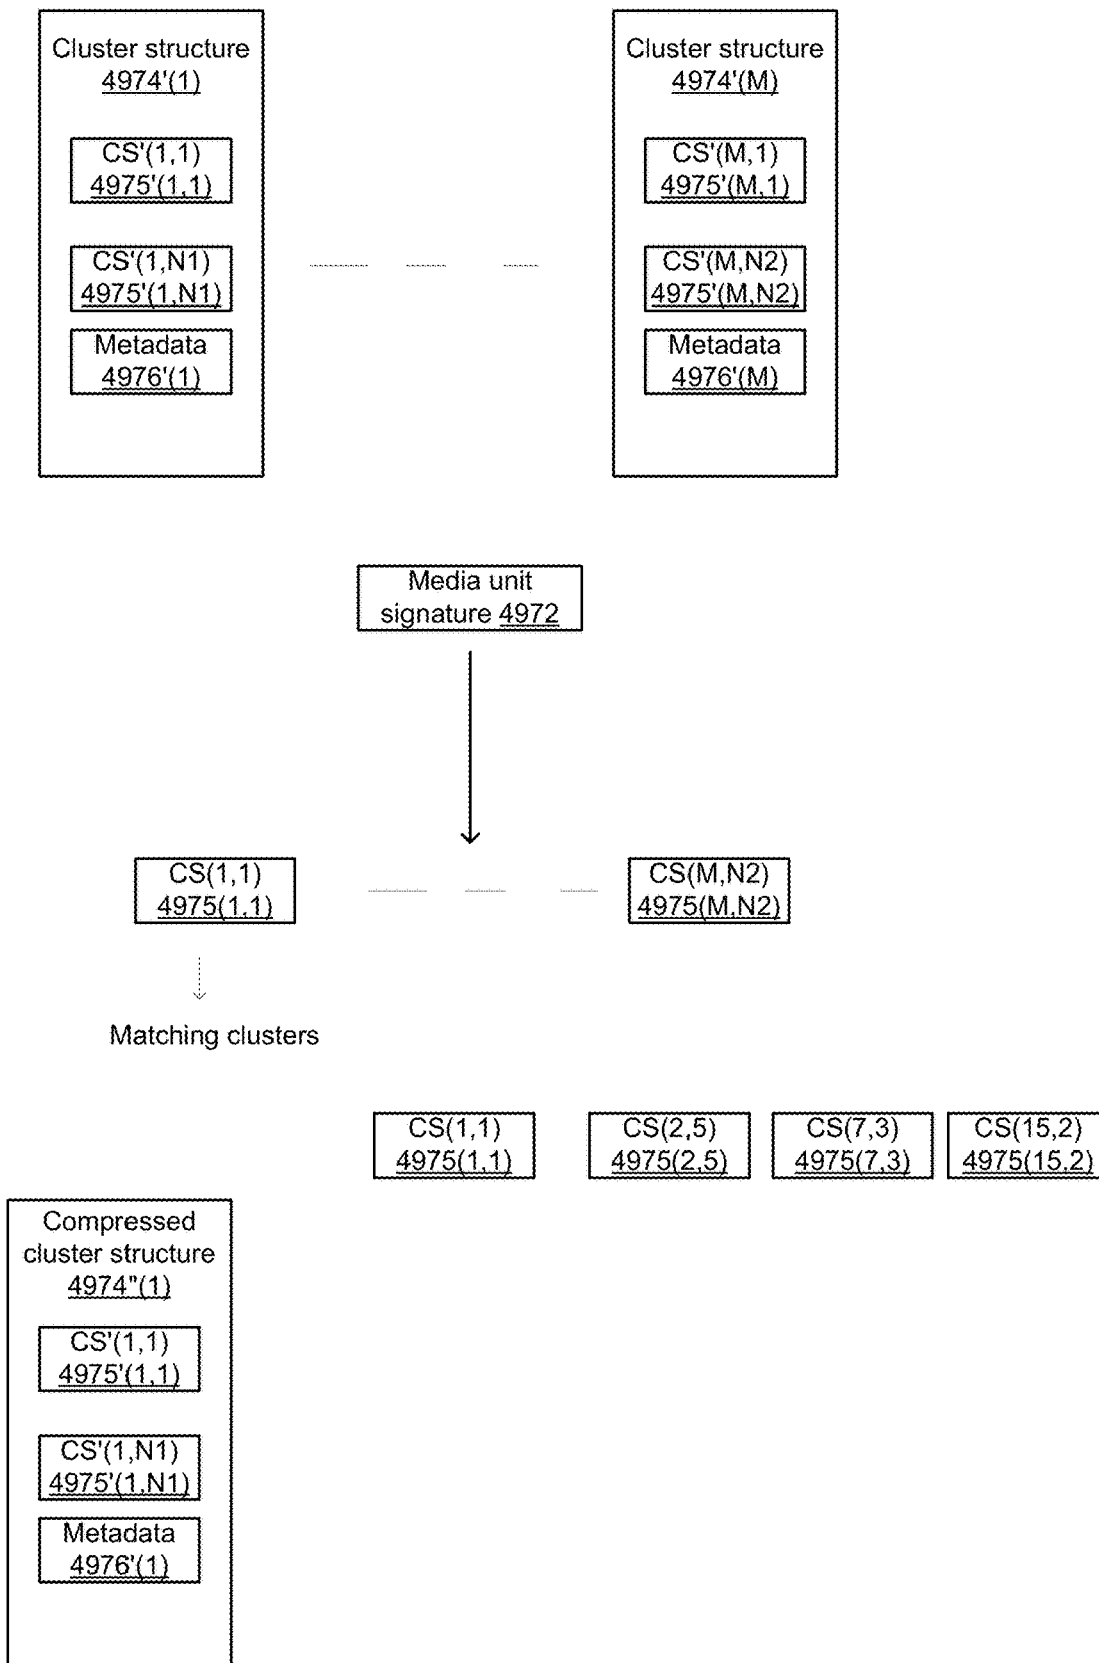 Cluster structure
4974'(1)
CS'(1,1)
4975'(1,1)
CS'(1,N1)
4975'(1,N1)
Metadata
4976'(1)
Cluster structure
4974'(M)
CS'(M,1)
4975'(M,1)
CS'(M,N2)
4975'(M,N2)
Metadata
4976'(M)
Media unit
signature 4972
CS(1,1)
4975(1,1)
CS(M,N2)
4975(M,N2)
Matching clusters
CS(1,1)
4975(1,1)
CS(2,5)
4975(2,5)
CS(7,3)
4975(7,3)
CS(15,2)
4975(15,2)
Compressed
cluster structure
4974"(1)
CS'(1,1)
4975'(1,1)
CS'(1,N1)
4975'(1,N1)
Metadata
4976'(1)